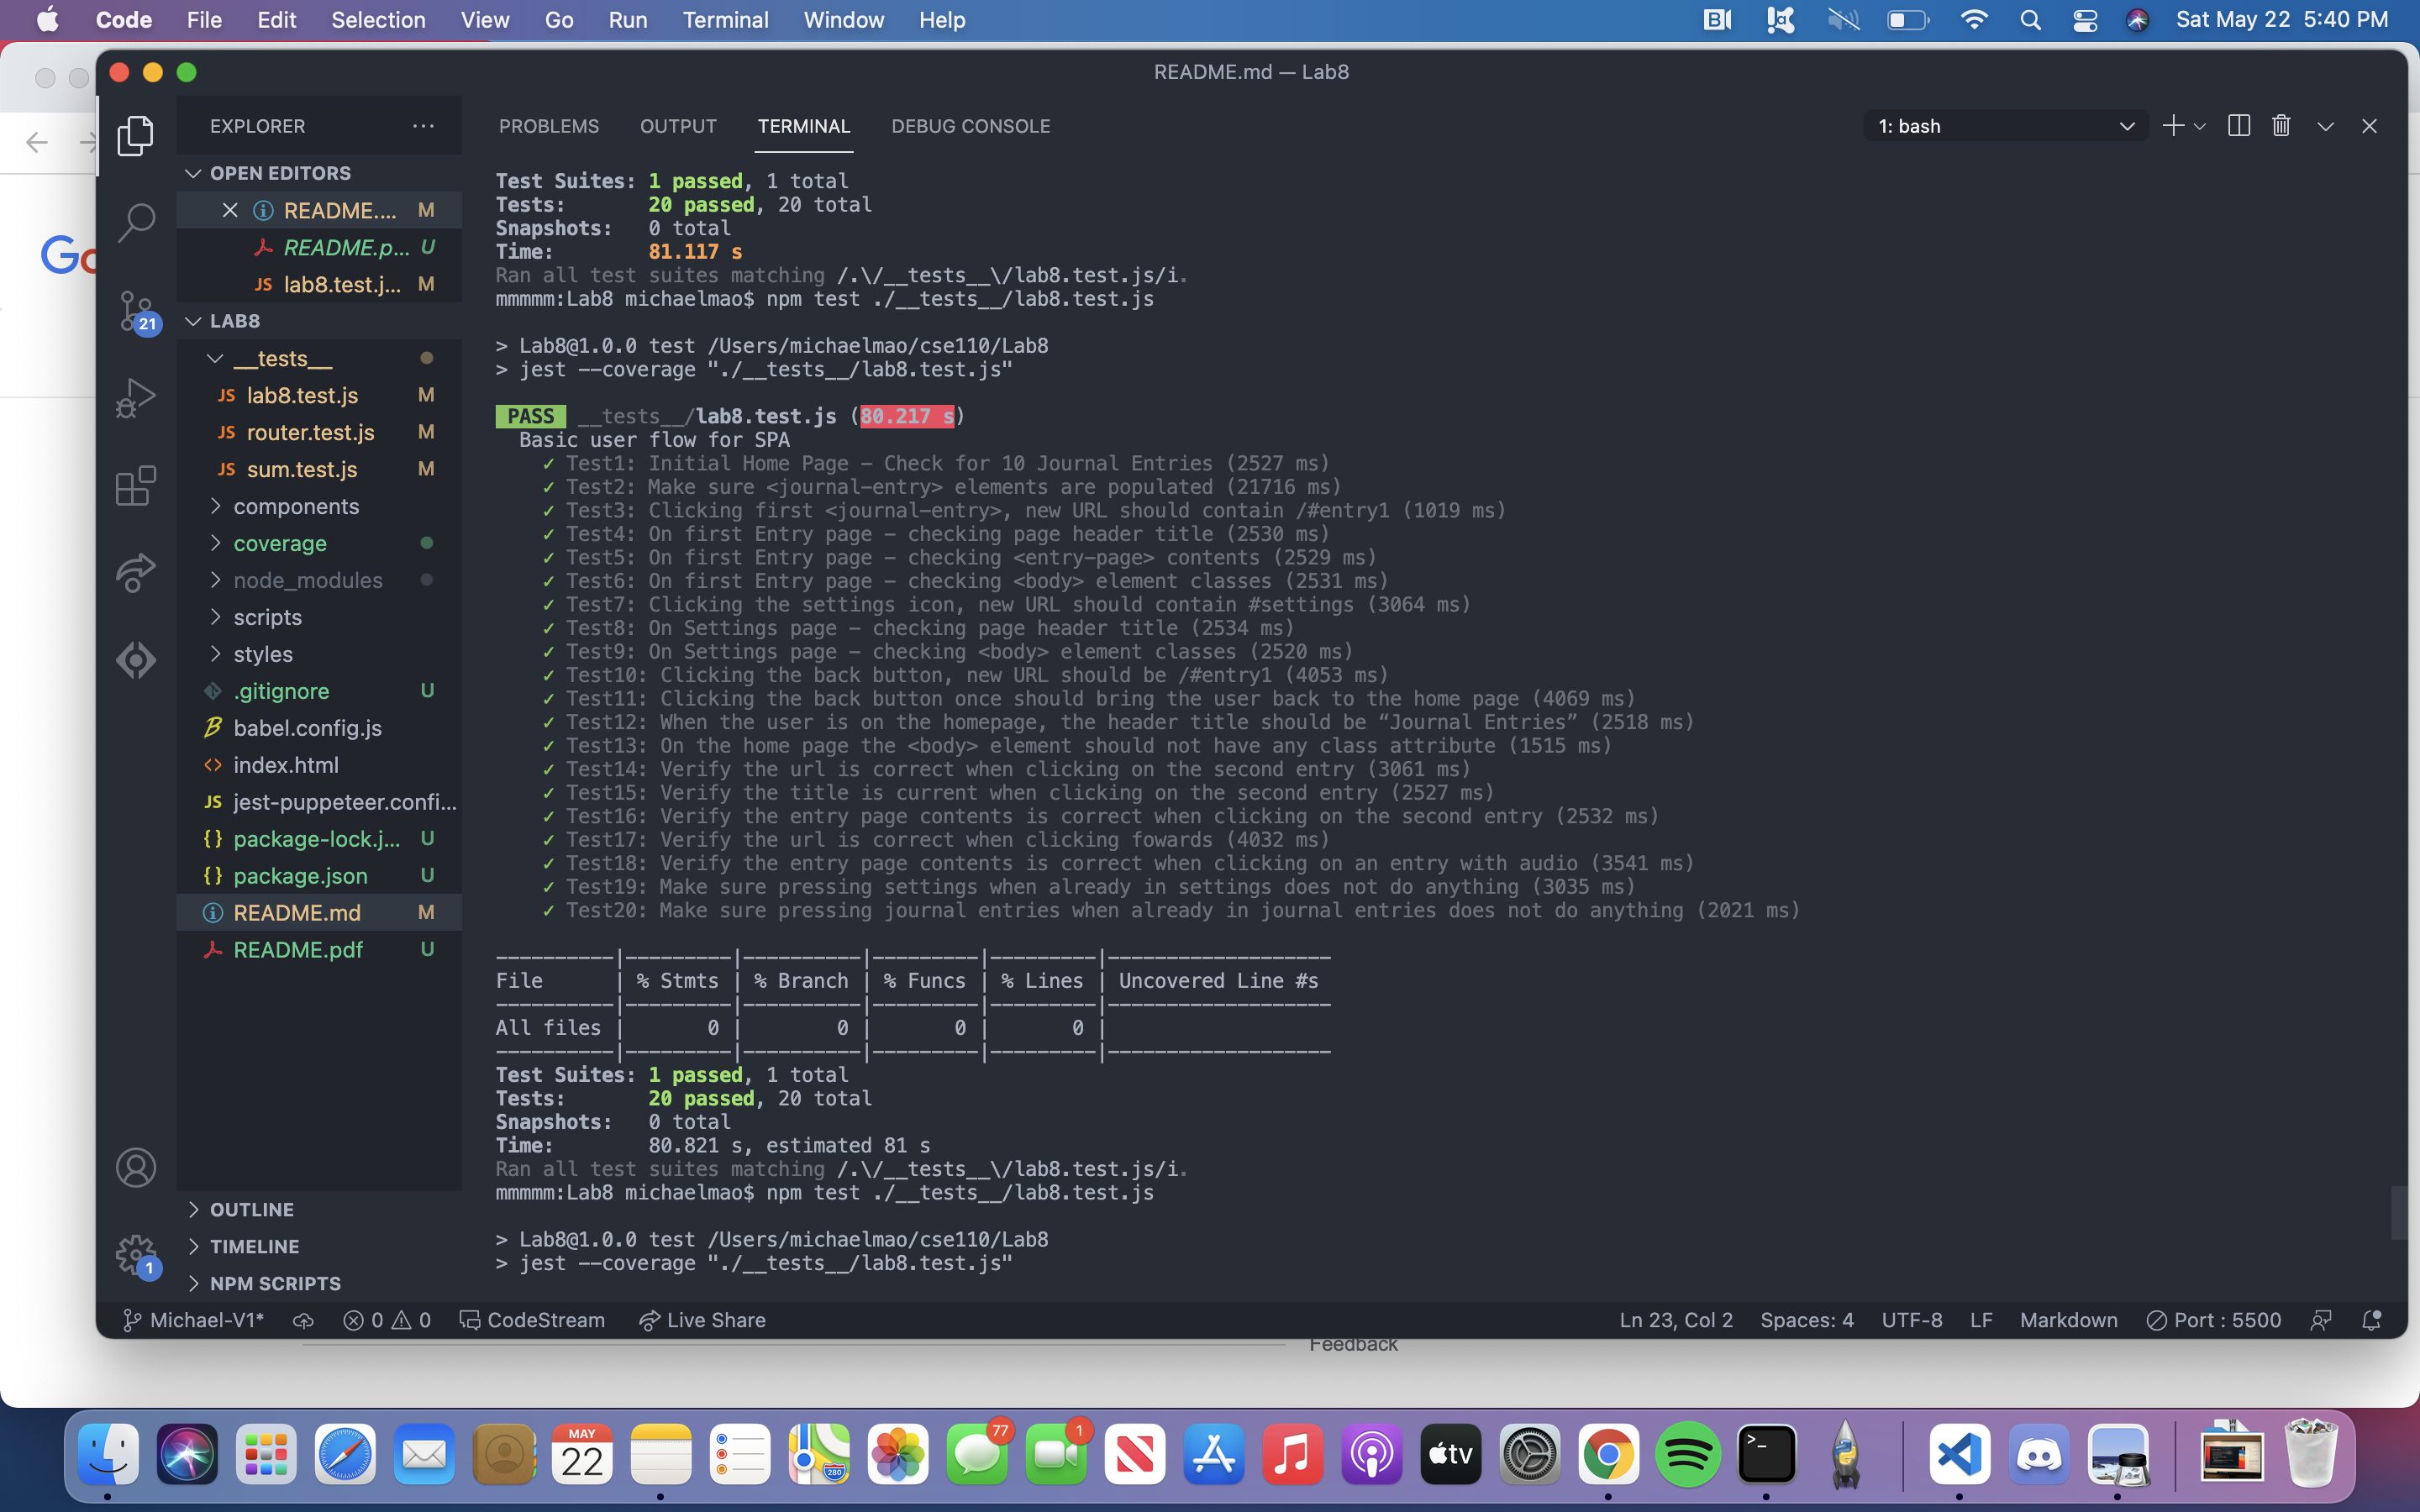 Code File Edit Selection View Go Run Terminal Window Help Sat May 22 5:40 PM
README.md — Lab8
EXPLORER
OPEN EDITORS
README.... M
README.p... U
lab8.test.j... M
LAB8
__tests__
JS lab8.test.js M
JS router.test.js M
JS sum.test.js M
components
coverage
node_modules
scripts
styles
.gitignore U
babel.config.js
index.html
JS jest-puppeteer.confi...
{} package-lock.j... U
{} package.json U
README.md M
README.pdf U
OUTLINE
TIMELINE
NPM SCRIPTS
21
1
PROBLEMS OUTPUT TERMINAL DEBUG CONSOLE 1: bash
Test Suites: 1 passed, 1 total
Tests: 20 passed, 20 total
Snapshots: 0 total
Time: 81.117 s
Ran all test suites matching /.\/__tests__\/lab8.test.js/i.
mmmmm:Lab8 michaelmao$ npm test ./__tests__/lab8.test.js
> Lab8@1.0.0 test /Users/michaelmao/cse110/Lab8
> jest --coverage "./__tests__/lab8.test.js"
PASS __tests__/lab8.test.js (80.217 s)
Basic user flow for SPA
✓ Test1: Initial Home Page - Check for 10 Journal Entries (2527 ms)
✓ Test2: Make sure <journal-entry> elements are populated (21716 ms)
✓ Test3: Clicking first <journal-entry>, new URL should contain /#entry1 (1019 ms)
✓ Test4: On first Entry page - checking page header title (2530 ms)
✓ Test5: On first Entry page - checking <entry-page> contents (2529 ms)
✓ Test6: On first Entry page - checking <body> element classes (2531 ms)
✓ Test7: Clicking the settings icon, new URL should contain #settings (3064 ms)
✓ Test8: On Settings page - checking page header title (2534 ms)
✓ Test9: On Settings page - checking <body> element classes (2520 ms)
✓ Test10: Clicking the back button, new URL should be /#entry1 (4053 ms)
✓ Test11: Clicking the back button once should bring the user back to the home page (4069 ms)
✓ Test12: When the user is on the homepage, the header title should be “Journal Entries” (2518 ms)
✓ Test13: On the home page the <body> element should not have any class attribute (1515 ms)
✓ Test14: Verify the url is correct when clicking on the second entry (3061 ms)
✓ Test15: Verify the title is current when clicking on the second entry (2527 ms)
✓ Test16: Verify the entry page contents is correct when clicking on the second entry (2532 ms)
✓ Test17: Verify the url is correct when clicking fowards (4032 ms)
✓ Test18: Verify the entry page contents is correct when clicking on an entry with audio (3541 ms)
✓ Test19: Make sure pressing settings when already in settings does not do anything (3035 ms)
✓ Test20: Make sure pressing journal entries when already in journal entries does not do anything (2021 ms)
----------|---------|----------|---------|---------|-------------------
File | % Stmts | % Branch | % Funcs | % Lines | Uncovered Line #s
----------|---------|----------|---------|---------|-------------------
All files | 0 | 0 | 0 | 0 |
----------|---------|----------|---------|---------|-------------------
Test Suites: 1 passed, 1 total
Tests: 20 passed, 20 total
Snapshots: 0 total
Time: 80.821 s, estimated 81 s
Ran all test suites matching /.\/__tests__\/lab8.test.js/i.
mmmmm:Lab8 michaelmao$ npm test ./__tests__/lab8.test.js
> Lab8@1.0.0 test /Users/michaelmao/cse110/Lab8
> jest --coverage "./__tests__/lab8.test.js"
Michael-V1* 0 0 CodeStream Live Share Ln 23, Col 2 Spaces: 4 UTF-8 LF Markdown Port : 5500
Feedback
MAY
22
280
77
1
tv